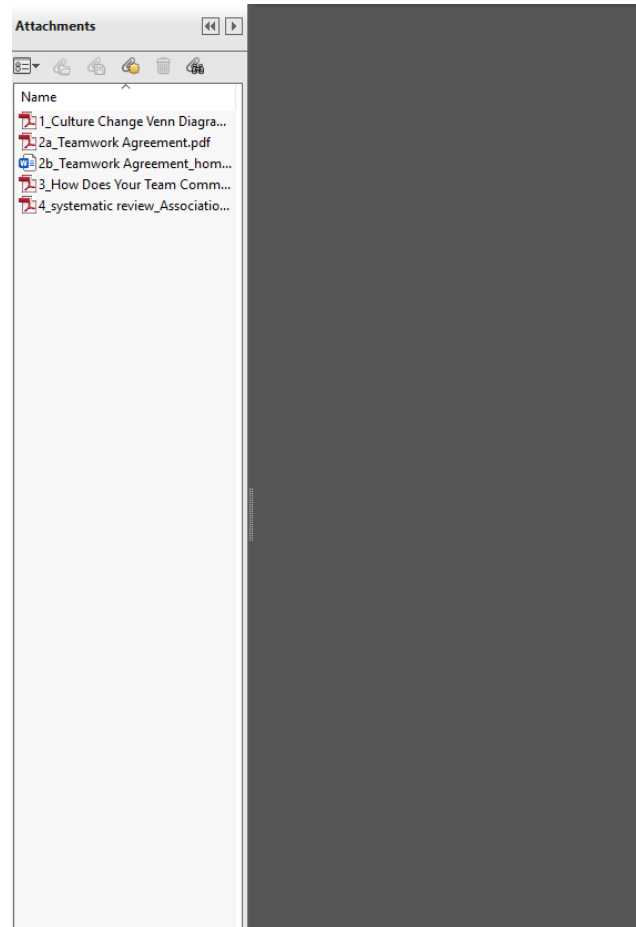 Attachments
Name
1_Culture Change Venn Diagra...
2a_Teamwork Agreement.pdf
2b_Teamwork Agreement_hom...
3_How Does Your Team Comm...
4_systematic review_Associatio...